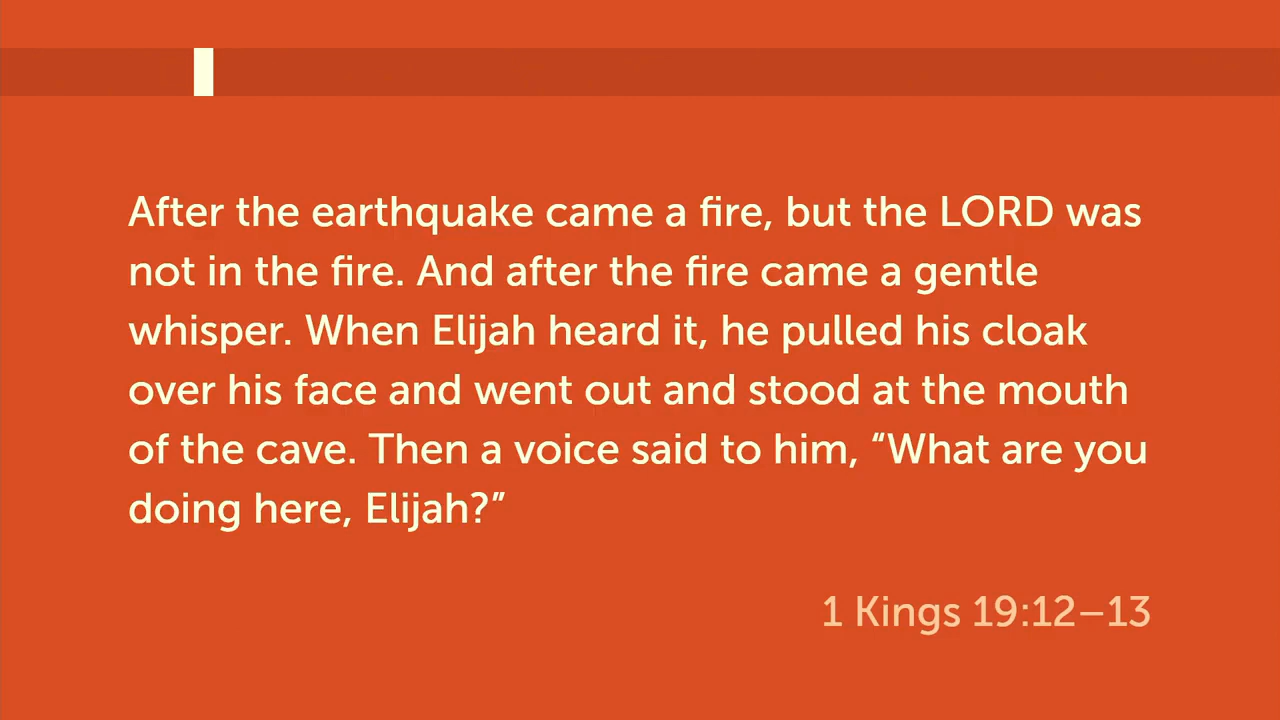 After the earthquake came a fire, but the LORD was
not in the fire. And after the fire came a gentle
whisper. When Elijah heard it, he pulled his cloak
over his face and went out and stood at the mouth
of the cave. Then a voice said to him, “What are you
doing here, Elijah?”
1 Kings 19:12–13